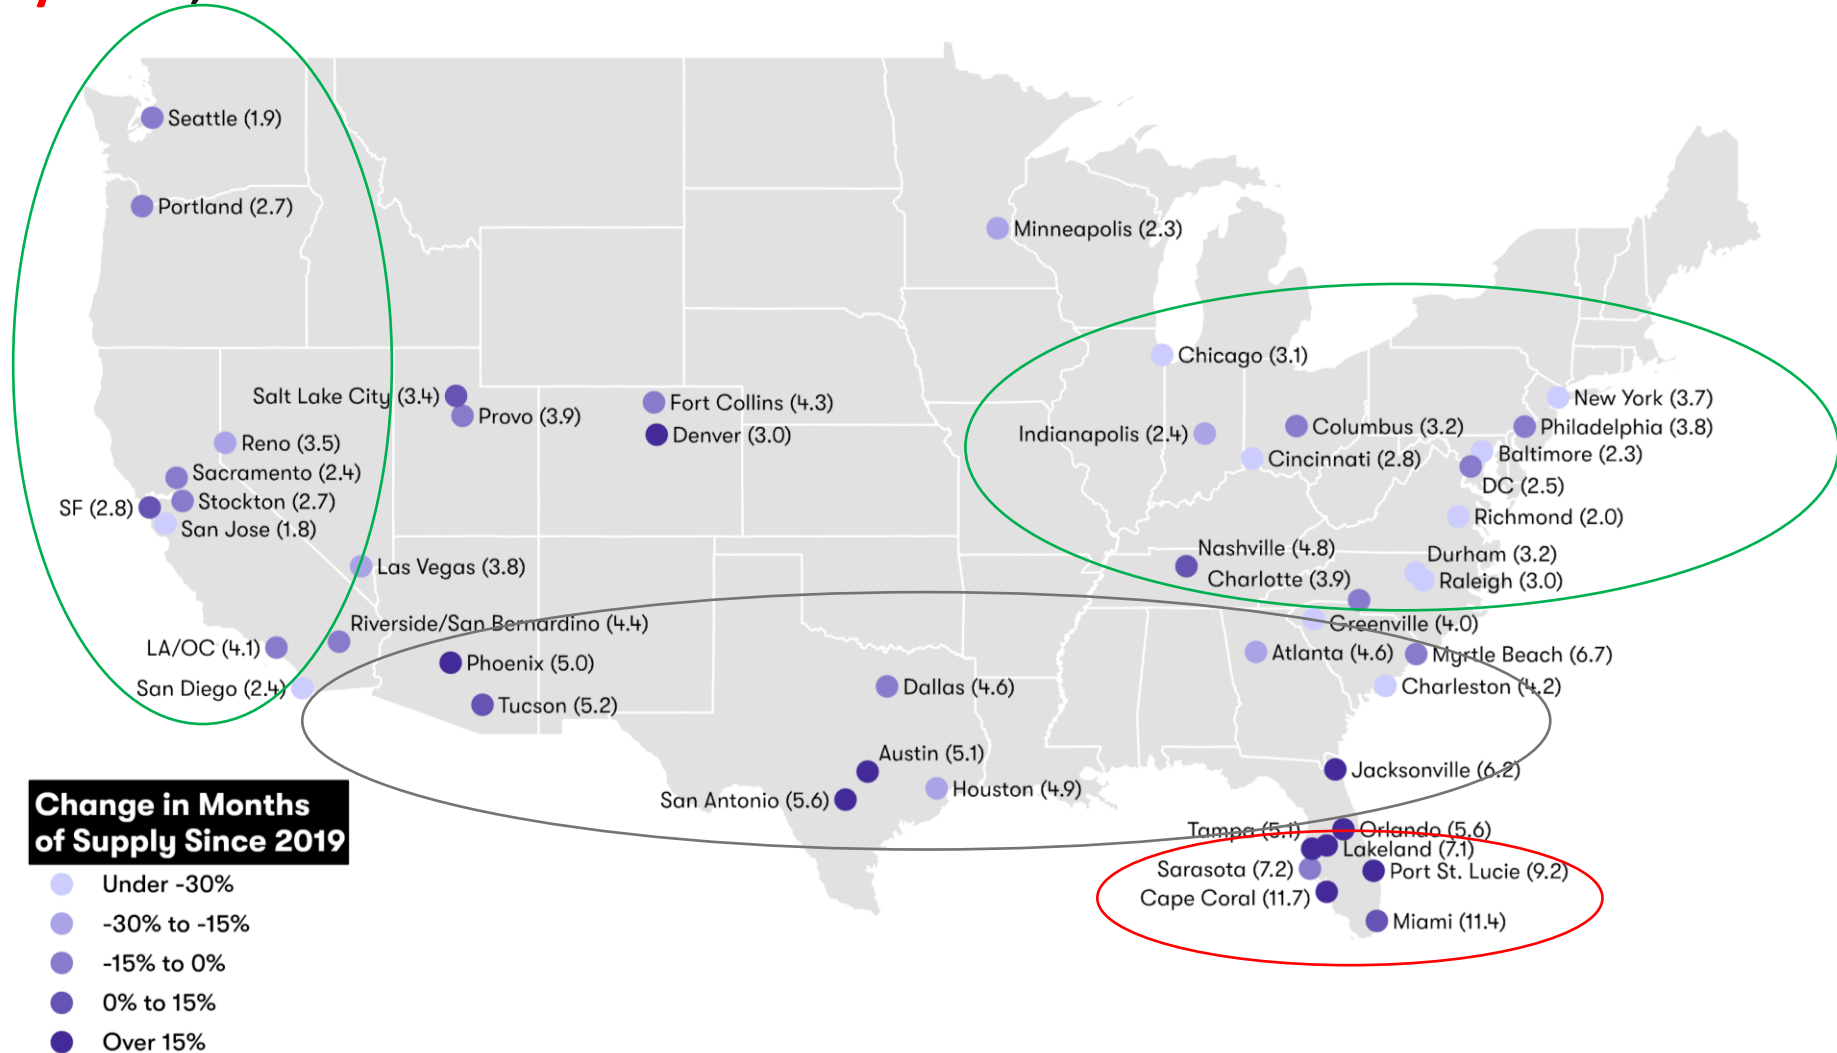 Seattle (1.9)
Portland (2.7)
Minneapolis (2.3)
Chicago (3.1)
Salt Lake City (3.4)
Provo (3.9)
Fort Collins (4.3)
Denver (3.0)
New York (3.7)
Philadelphia (3.8)
Columbus (3.2)
Indianapolis (2.4)
Cincinnati (2.8)
Baltimore (2.3)
DC (2.5)
Richmond (2.0)
Reno (3.5)
Sacramento (2.4)
Stockton (2.7)
SF (2.8)
San Jose (1.8)
Las Vegas (3.8)
Nashville (4.8)
Durham (3.2)
Charlotte (3.9)
Raleigh (3.0)
Riverside/San Bernardino (4.4)
Greenville (4.0)
LA/OC (4.1)
Phoenix (5.0)
Atlanta (4.6)
Myrtle Beach (6.7)
San Diego (2.4)
Tucson (5.2)
Dallas (4.6)
Charleston (4.2)
Austin (5.1)
Jacksonville (6.2)
Houston (4.9)
San Antonio (5.6)
Tampa (5.1)
Orlando (5.6)
Lakeland (7.1)
Sarasota (7.2)
Port St. Lucie (9.2)
Cape Coral (11.7)
Miami (11.4)
Change in Months
of Supply Since 2019
Under -30%
-30% to -15%
-15% to 0%
0% to 15%
Over 15%